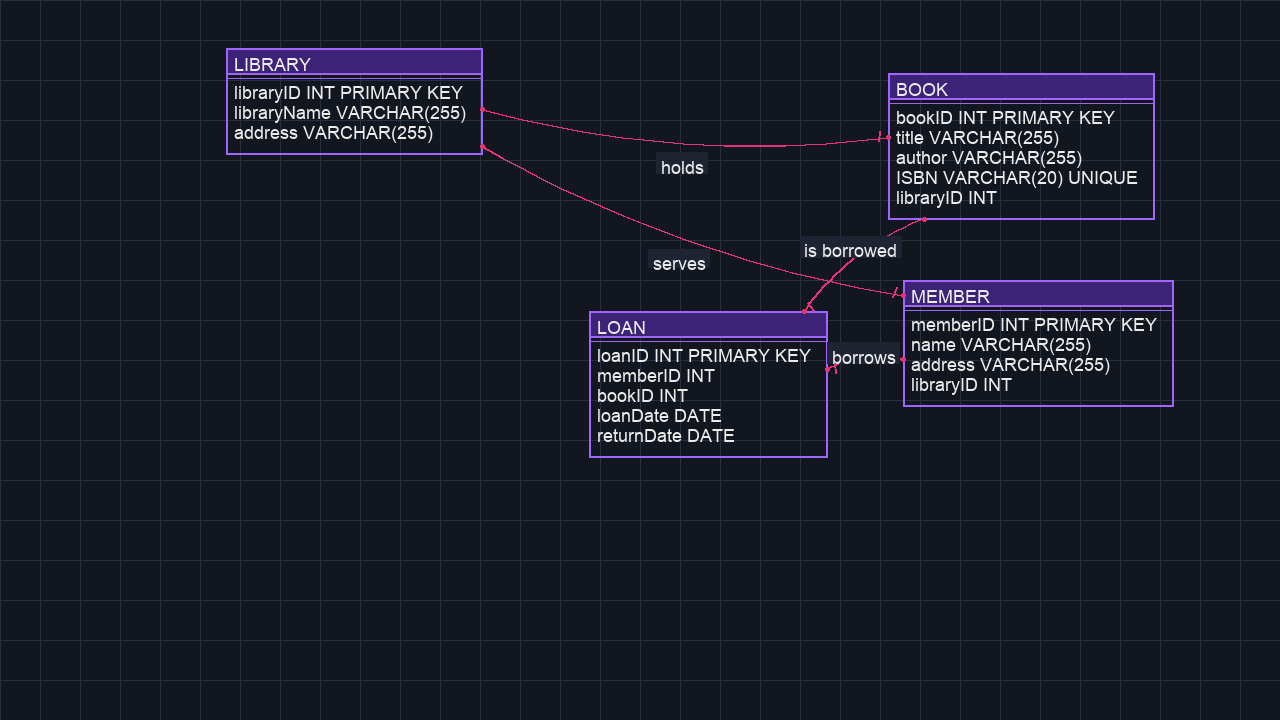 LIBRARY
libraryID INT PRIMARY KEY
libraryName VARCHAR(255)
address VARCHAR(255)
BOOK
bookID INT PRIMARY KEY
title VARCHAR(255)
author VARCHAR(255)
ISBN VARCHAR(20) UNIQUE
libraryID INT
holds
serves
is borrowed
MEMBER
memberID INT PRIMARY KEY
name VARCHAR(255)
address VARCHAR(255)
libraryID INT
LOAN
loanID INT PRIMARY KEY
memberID INT
bookID INT
loanDate DATE
returnDate DATE
borrows